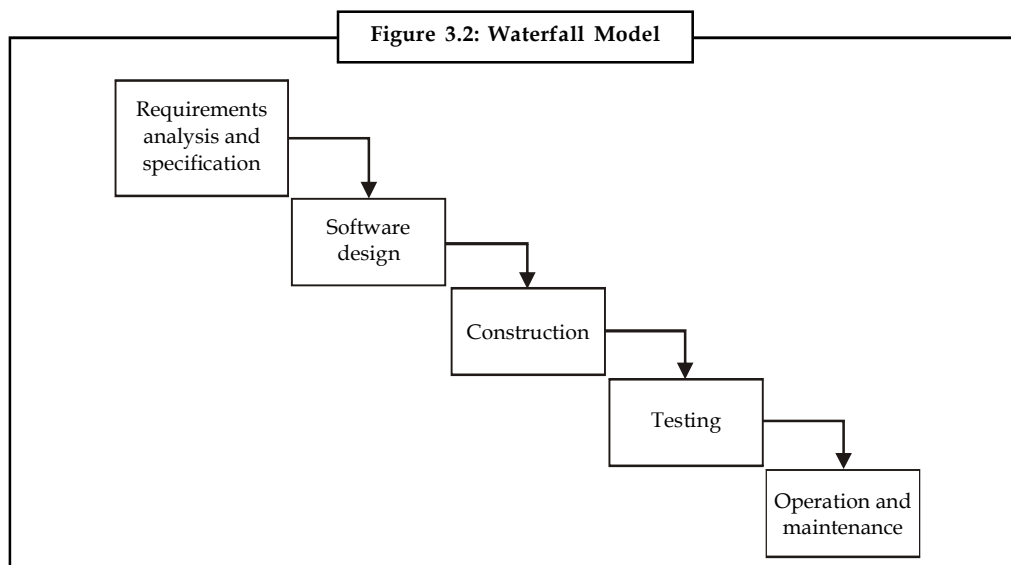 Figure 3.2: Waterfall Model
Requirements
analysis and
specification
Software
design
Construction
Testing
Operation and
maintenance